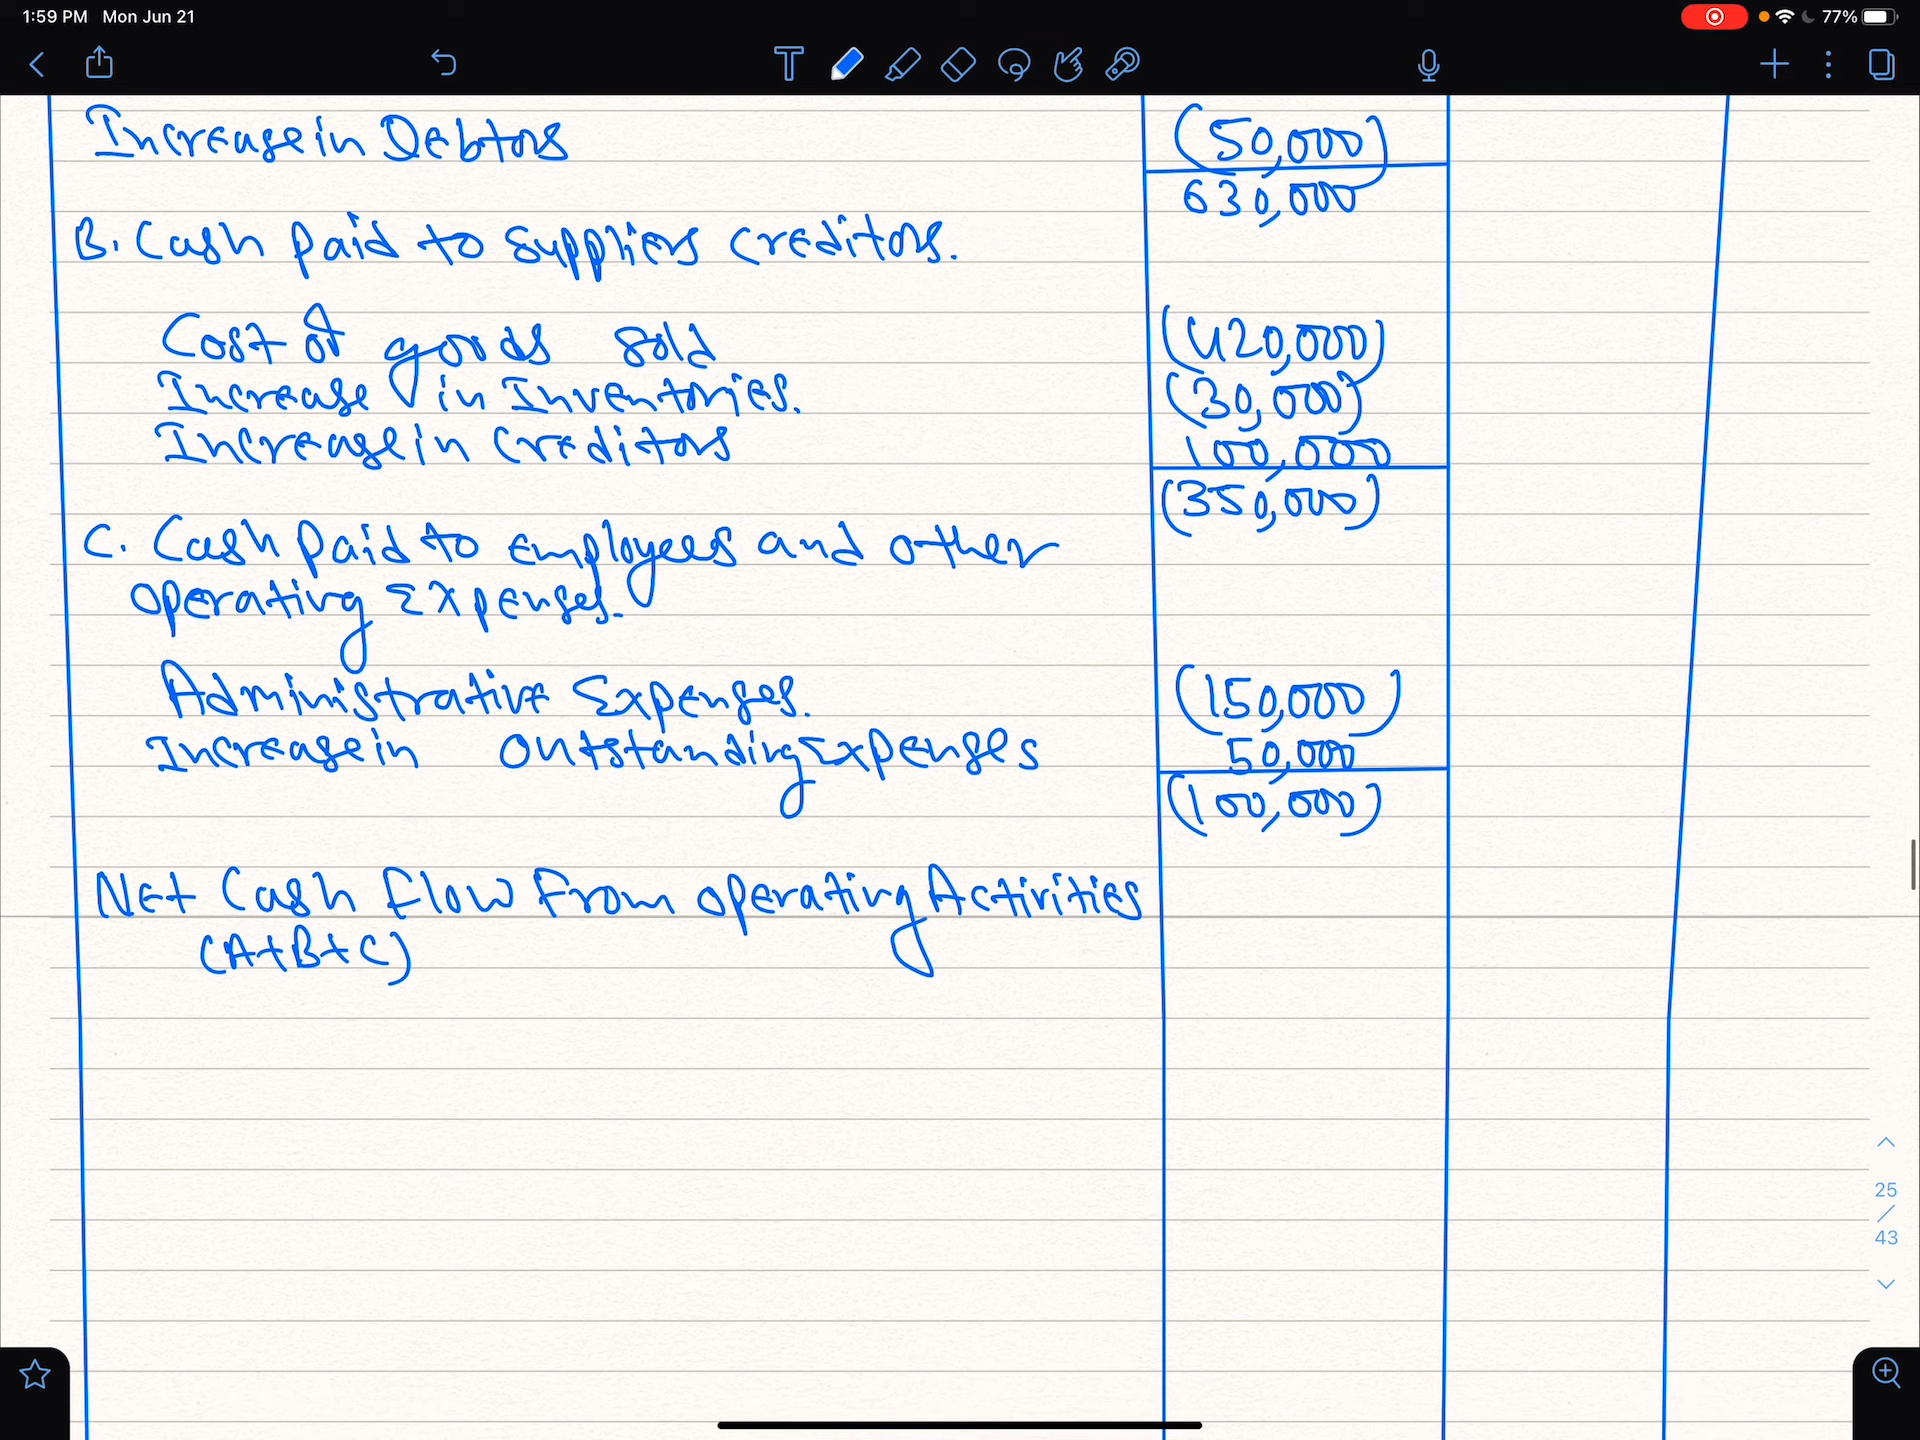 1:59 PM Mon Jun 21
77%
Increase in Debtors (50,000)
630,000
B. Cash paid to suppliers creditors.
Cost of goods sold (420,000)
Increase in Inventories. (30,000)
Increase in creditors 100,000
(350,000)
C. Cash paid to Employees and other
operating Expenses.
Administrative Expenses. (150,000)
Increase in outstanding Expenses 50,000
(100,000)
Net Cash flow from operating Activities
(A+B+C)
25
/
43